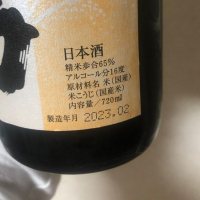 日本酒
精米歩合65%
アルコール分16度
原材料名 米(国産)
米こうじ(国産米)
内容量/720㎖
製造年月 2023.02